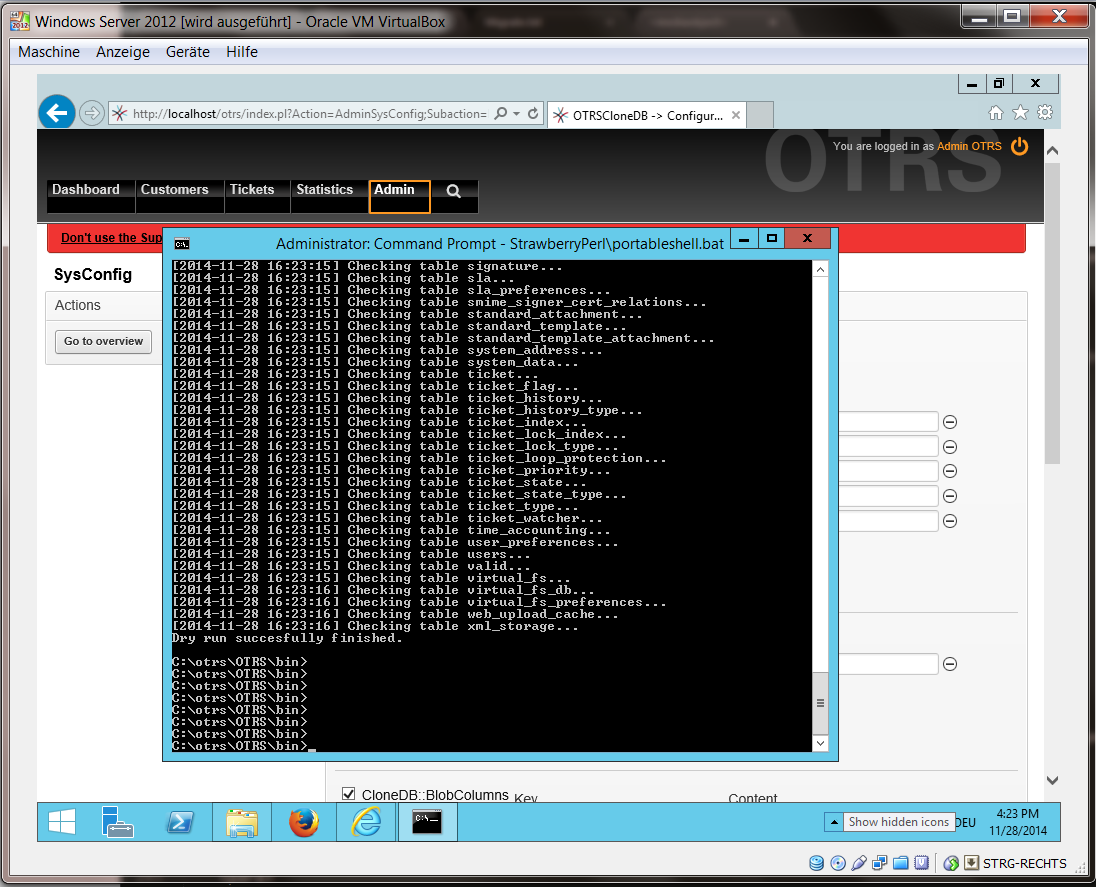 Windows Server 2012 [wird ausgeführt] - Oracle VM VirtualBox
Maschine Anzeige Geräte Hilfe
http://localhost/otrs/index.pl?Action=AdminSysConfig;Subaction=
OTRSCloneDB -> Configur...
OTRS
You are logged in as Admin OTRS
Dashboard Customers Tickets Statistics Admin
Don't use the Sup
SysConfig
Actions
Go to overview
Administrator: Command Prompt - StrawberryPerl\portableshell.bat
[2014-11-28 16:23:15] Checking table signature...
[2014-11-28 16:23:15] Checking table sla...
[2014-11-28 16:23:15] Checking table sla_preferences...
[2014-11-28 16:23:15] Checking table smime_signer_cert_relations...
[2014-11-28 16:23:15] Checking table standard_attachment...
[2014-11-28 16:23:15] Checking table standard_template...
[2014-11-28 16:23:15] Checking table standard_template_attachment...
[2014-11-28 16:23:15] Checking table system_address...
[2014-11-28 16:23:15] Checking table system_data...
[2014-11-28 16:23:15] Checking table ticket...
[2014-11-28 16:23:15] Checking table ticket_flag...
[2014-11-28 16:23:15] Checking table ticket_history...
[2014-11-28 16:23:15] Checking table ticket_history_type...
[2014-11-28 16:23:15] Checking table ticket_index...
[2014-11-28 16:23:15] Checking table ticket_lock_index...
[2014-11-28 16:23:15] Checking table ticket_lock_type...
[2014-11-28 16:23:15] Checking table ticket_loop_protection...
[2014-11-28 16:23:15] Checking table ticket_priority...
[2014-11-28 16:23:15] Checking table ticket_state...
[2014-11-28 16:23:15] Checking table ticket_state_type...
[2014-11-28 16:23:15] Checking table ticket_type...
[2014-11-28 16:23:15] Checking table ticket_watcher...
[2014-11-28 16:23:15] Checking table time_accounting...
[2014-11-28 16:23:15] Checking table user_preferences...
[2014-11-28 16:23:15] Checking table users...
[2014-11-28 16:23:15] Checking table valid...
[2014-11-28 16:23:15] Checking table virtual_fs...
[2014-11-28 16:23:16] Checking table virtual_fs_db...
[2014-11-28 16:23:16] Checking table virtual_fs_preferences...
[2014-11-28 16:23:16] Checking table web_upload_cache...
[2014-11-28 16:23:16] Checking table xml_storage...
Dry run succesfully finished.
C:\otrs\OTRS\bin>
C:\otrs\OTRS\bin>
C:\otrs\OTRS\bin>
C:\otrs\OTRS\bin>
C:\otrs\OTRS\bin>
C:\otrs\OTRS\bin>
C:\otrs\OTRS\bin>
C:\otrs\OTRS\bin>_
CloneDB::BlobColumns Key Content
Show hidden icons DEU
4:23 PM
11/28/2014
STRG-RECHTS